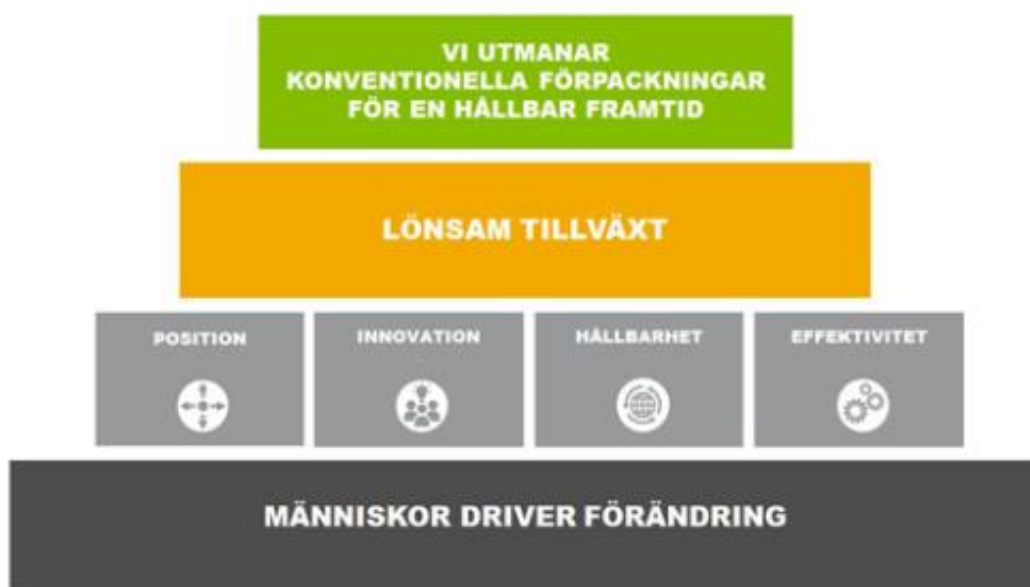 VI UTMANAR
KONVENTIONELLA FÖRPACKNINGAR
FÖR EN HÅLLBAR FRAMTID
LÖNSAM TILLVÄXT
POSITION
INNOVATION
HÅLLBARHET
EFFEKTIVITET
MÄNNISKOR DRIVER FÖRÄNDRING